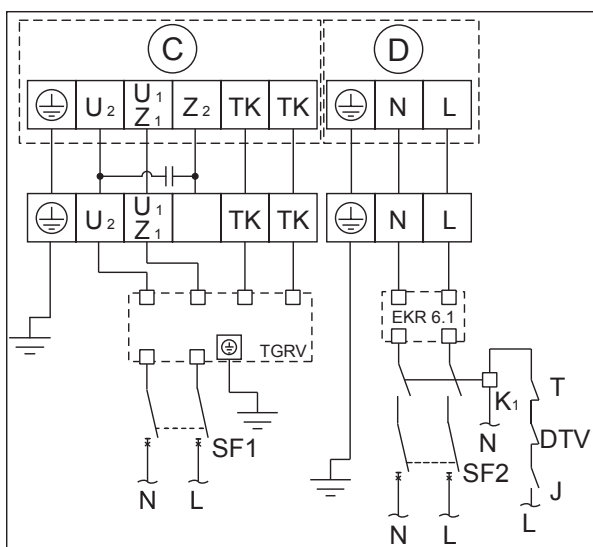 C D
U2 U1 Z2 TK TK N L
Z1
U2 U1 TK TK N L
Z1
EKR 6.1
TGRV
K1 T
N DTV
SF1 SF2 J
N L L
N L